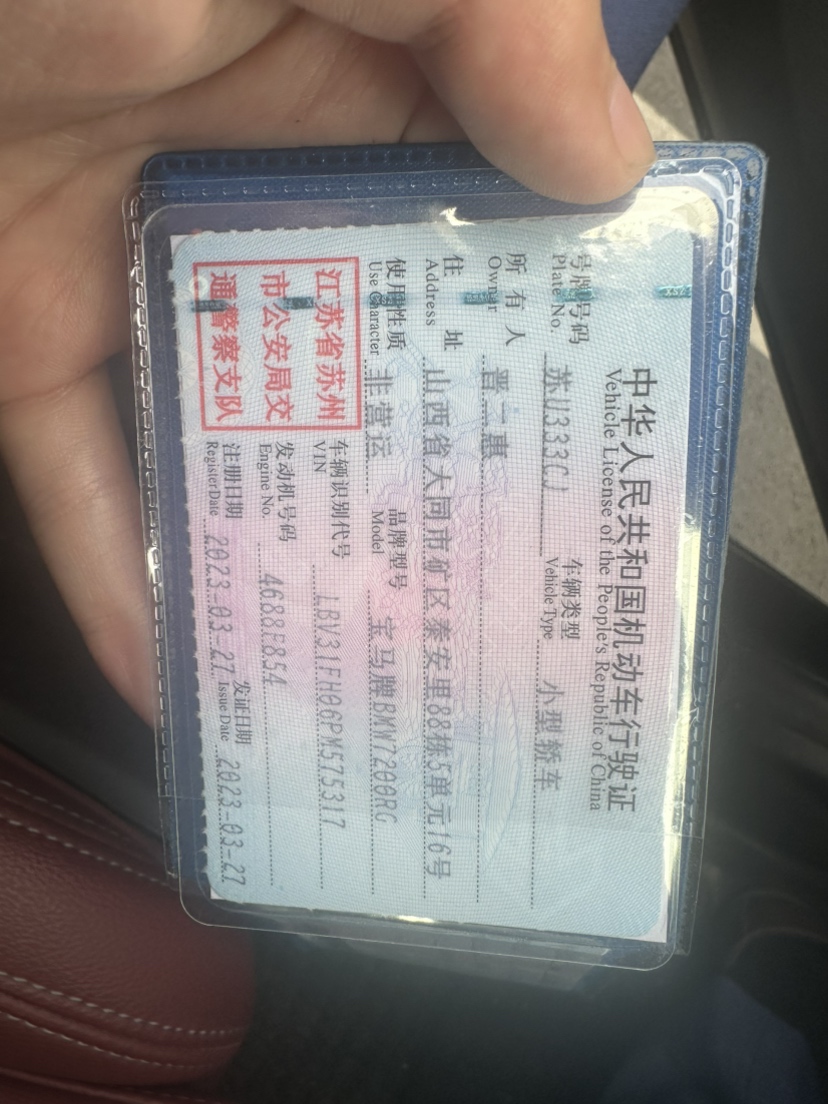 中华人民共和国机动车行驶证
Vehicle License of the People's Republic of China
号牌号码 苏U333CJ 车辆类型 小型轿车
Plate No. Vehicle Type
所有人 晋二惠
Owner
住址 山西省大同市矿区泰安里88栋5单元16号
Address
使用性质 非营运 品牌型号 宝马牌BMW7200RG
Use Character Model
江苏省苏州
市公安局交
通警察支队
车辆识别代号 LBV31FH06PM575317
VIN
发动机号码 4688F854
Engine No.
注册日期 2023-03-27 发证日期 2023-03-27
Register Date Issue Date